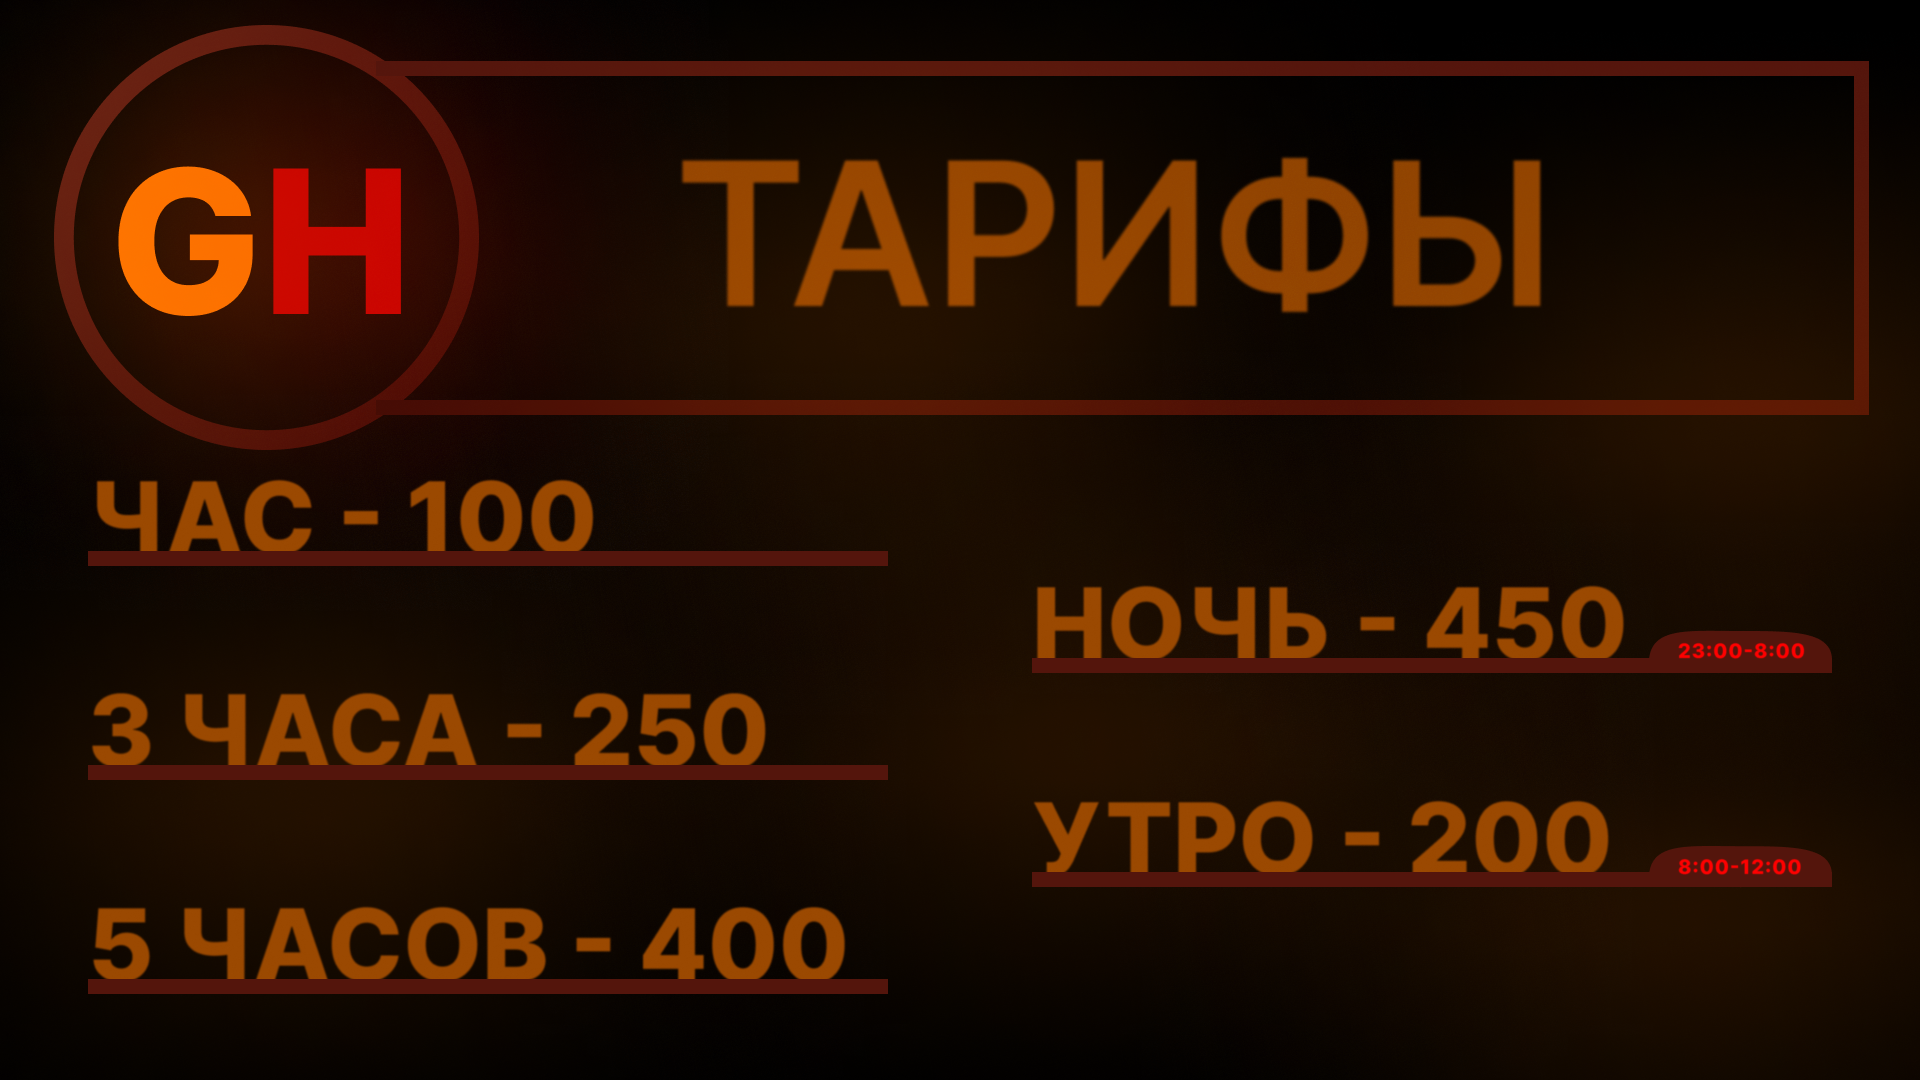 GH
ТАРИФЫ
ЧАС - 100
3 ЧАСА - 250
5 ЧАСОВ - 400
НОЧЬ - 450
23:00-8:00
УТРО - 200
8:00-12:00